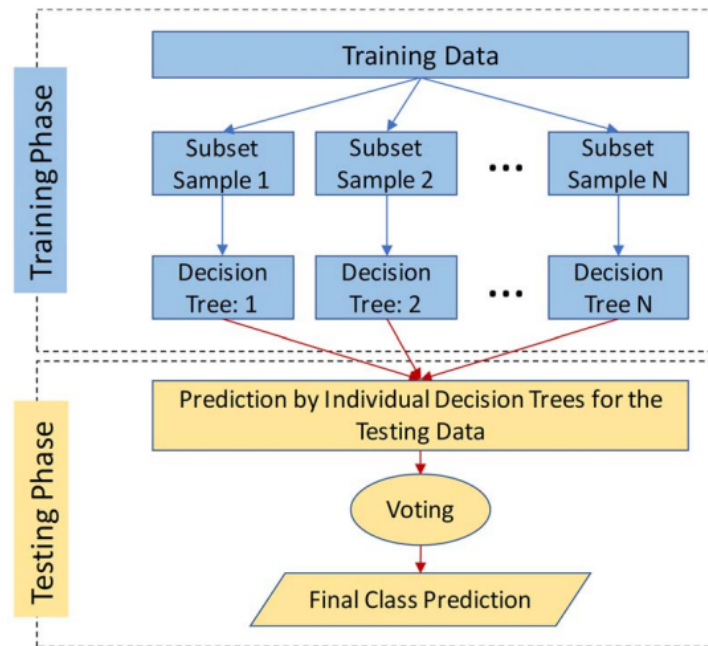 Training Phase
Training Data
Subset
Sample 1
Subset
Sample 2
...
Subset
Sample N
Decision
Tree: 1
Decision
Tree: 2
...
Decision
Tree N
Testing Phase
Prediction by Individual Decision Trees for the
Testing Data
Voting
Final Class Prediction